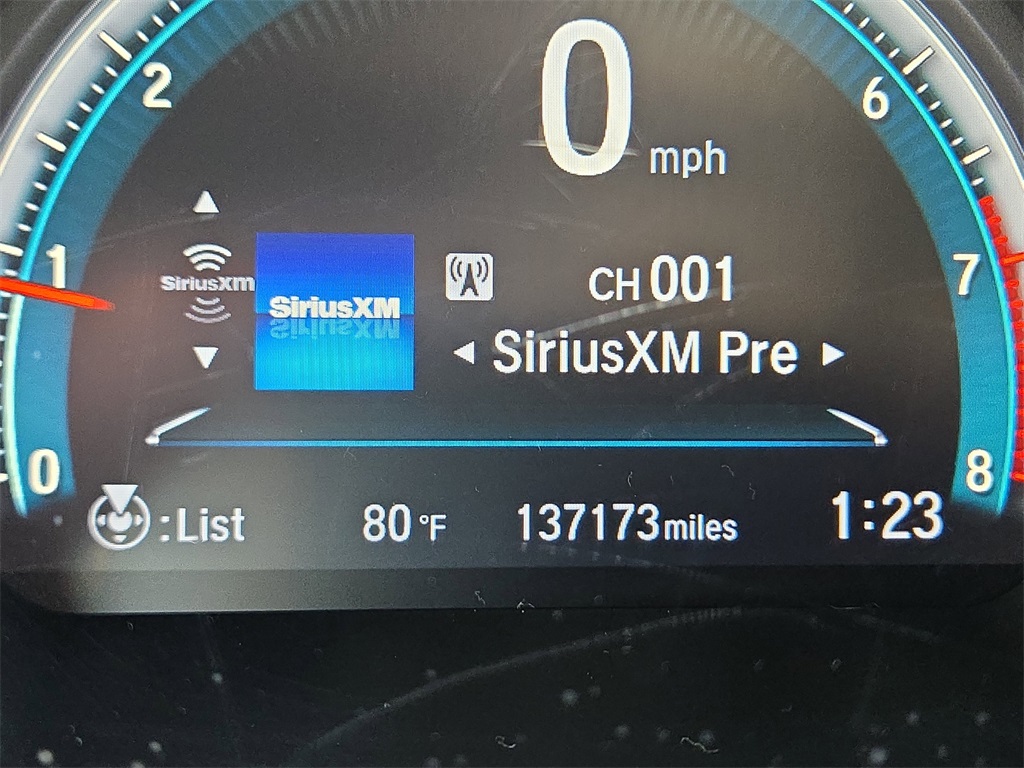 0 mph
2
6
SiriusXM
SiriusXM
CH 001
1
7
SiriusXM Pre
0
8
:List
80 °F
137173 miles
1:23